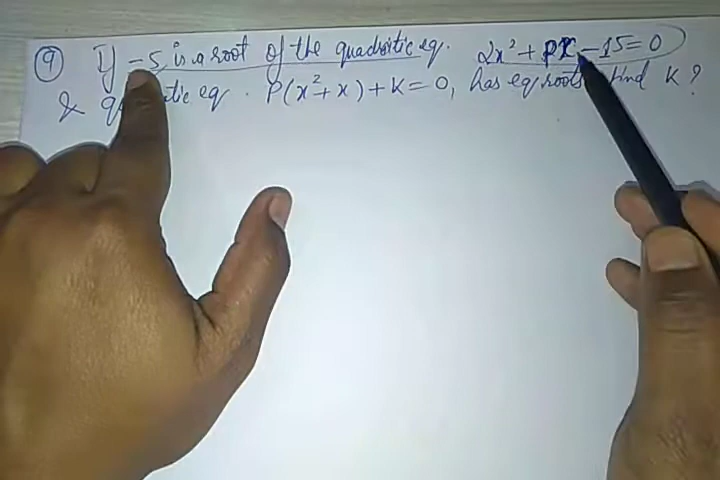 9 If -5 is a root of the quadratic eq. 2x² + px - 15 = 0
& eq. P(x² + x) + K = 0, has eq roots find K ?